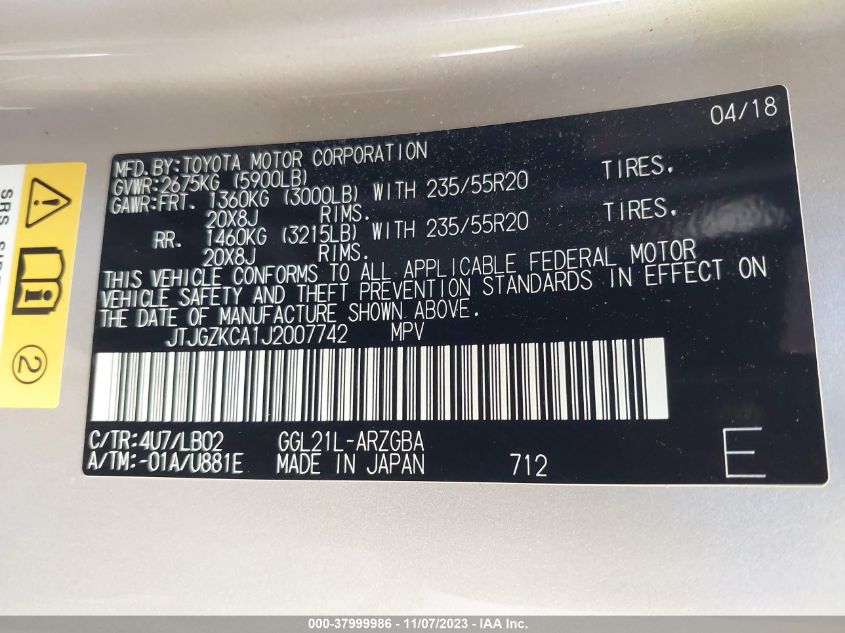 04/18
MFD.BY:TOYOTA MOTOR CORPORATION
GVWR:2675KG (5900LB)
GAWR:FRT. 1360KG (3000LB) WITH 235/55R20 TIRES.
20X8J RIMS.
RR. 1460KG (3215LB) WITH 235/55R20 TIRES.
20X8J RIMS.
THIS VEHICLE CONFORMS TO ALL APPLICABLE FEDERAL MOTOR
VEHICLE SAFETY AND THEFT PREVENTION STANDARDS IN EFFECT ON
THE DATE OF MANUFACTURE SHOWN ABOVE.
JTJGZKCA1J2007742 MPV
C/TR:4U7/LB02 GGL21L-ARZGBA
A/TM:-01A/U881E MADE IN JAPAN 712
E
SRS
2
000-37999986 - 11/07/2023 - IAA Inc.